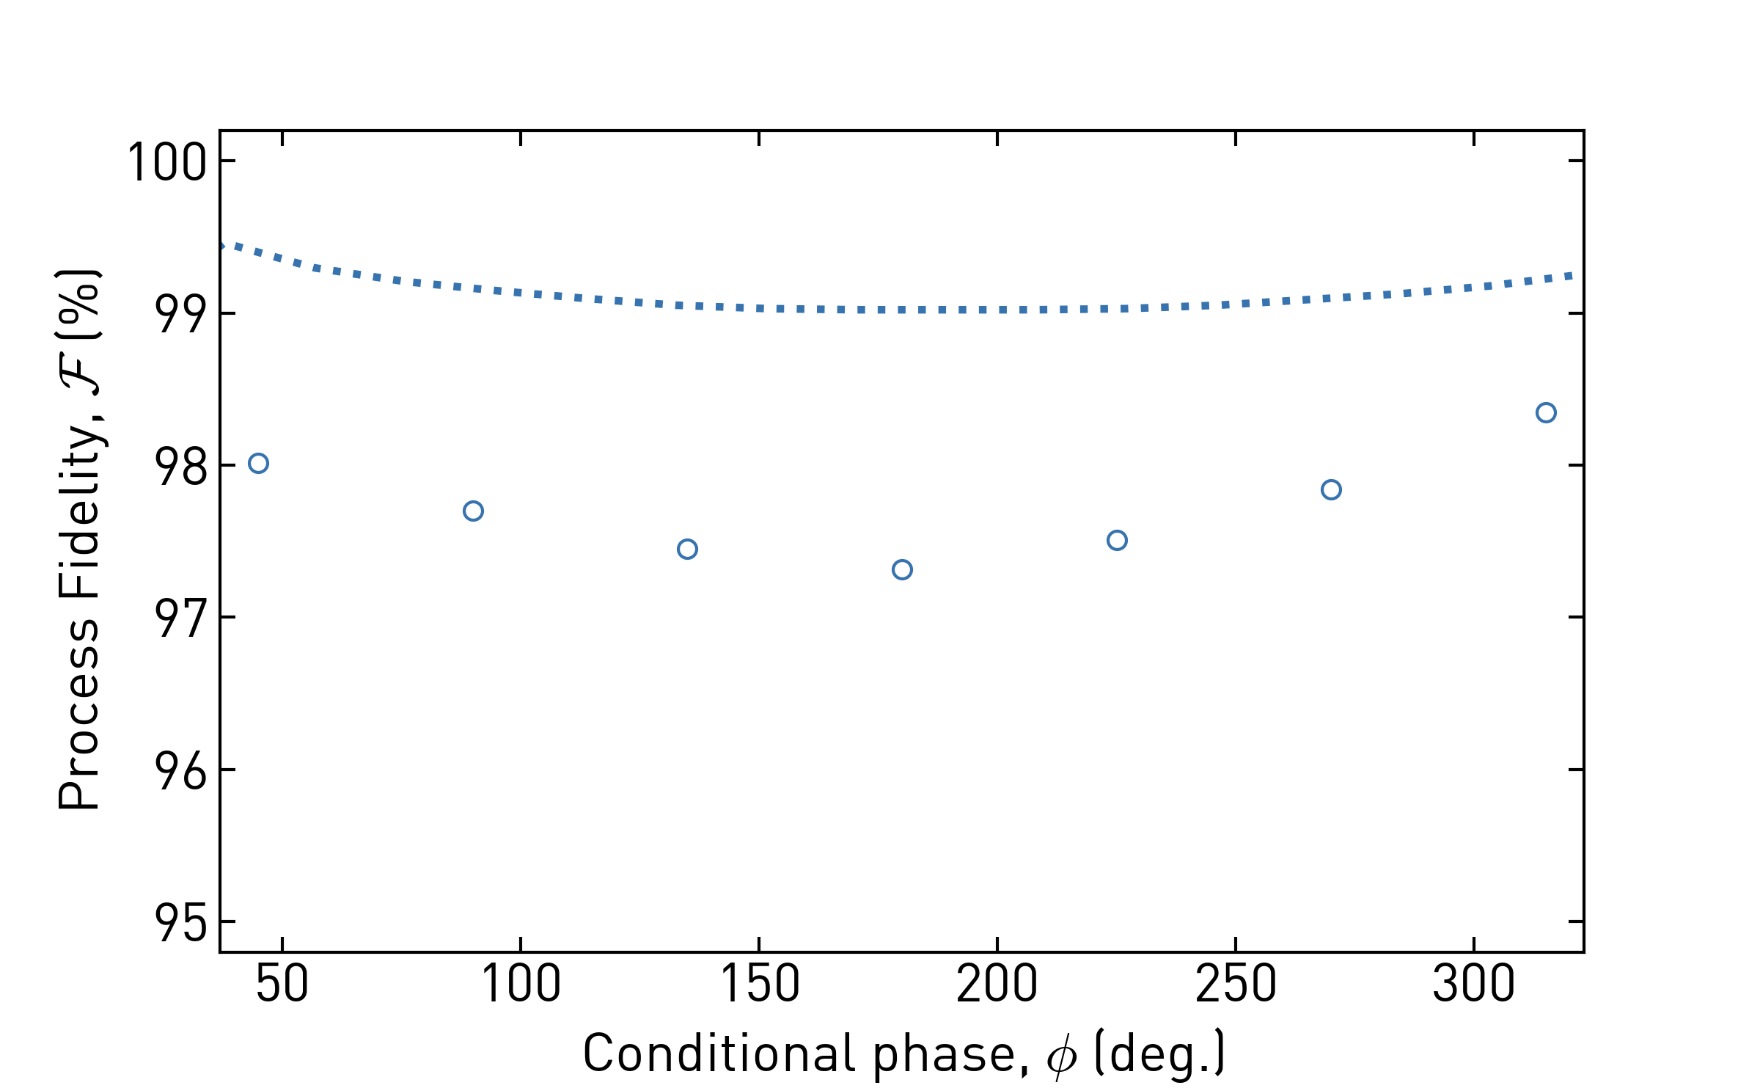 100
99
98
97
96
95
Process Fidelity, ℱ (%)
50 100 150 200 250 300
Conditional phase, ϕ (deg.)